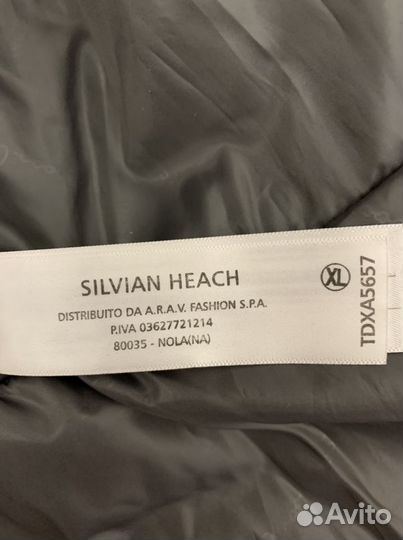 SILVIAN HEACH
DISTRIBUITO DA A.R.A.V. FASHION S.P.A.
P.IVA 03627721214
80035 - NOLA(NA)
XL
TDXA5657
Avito